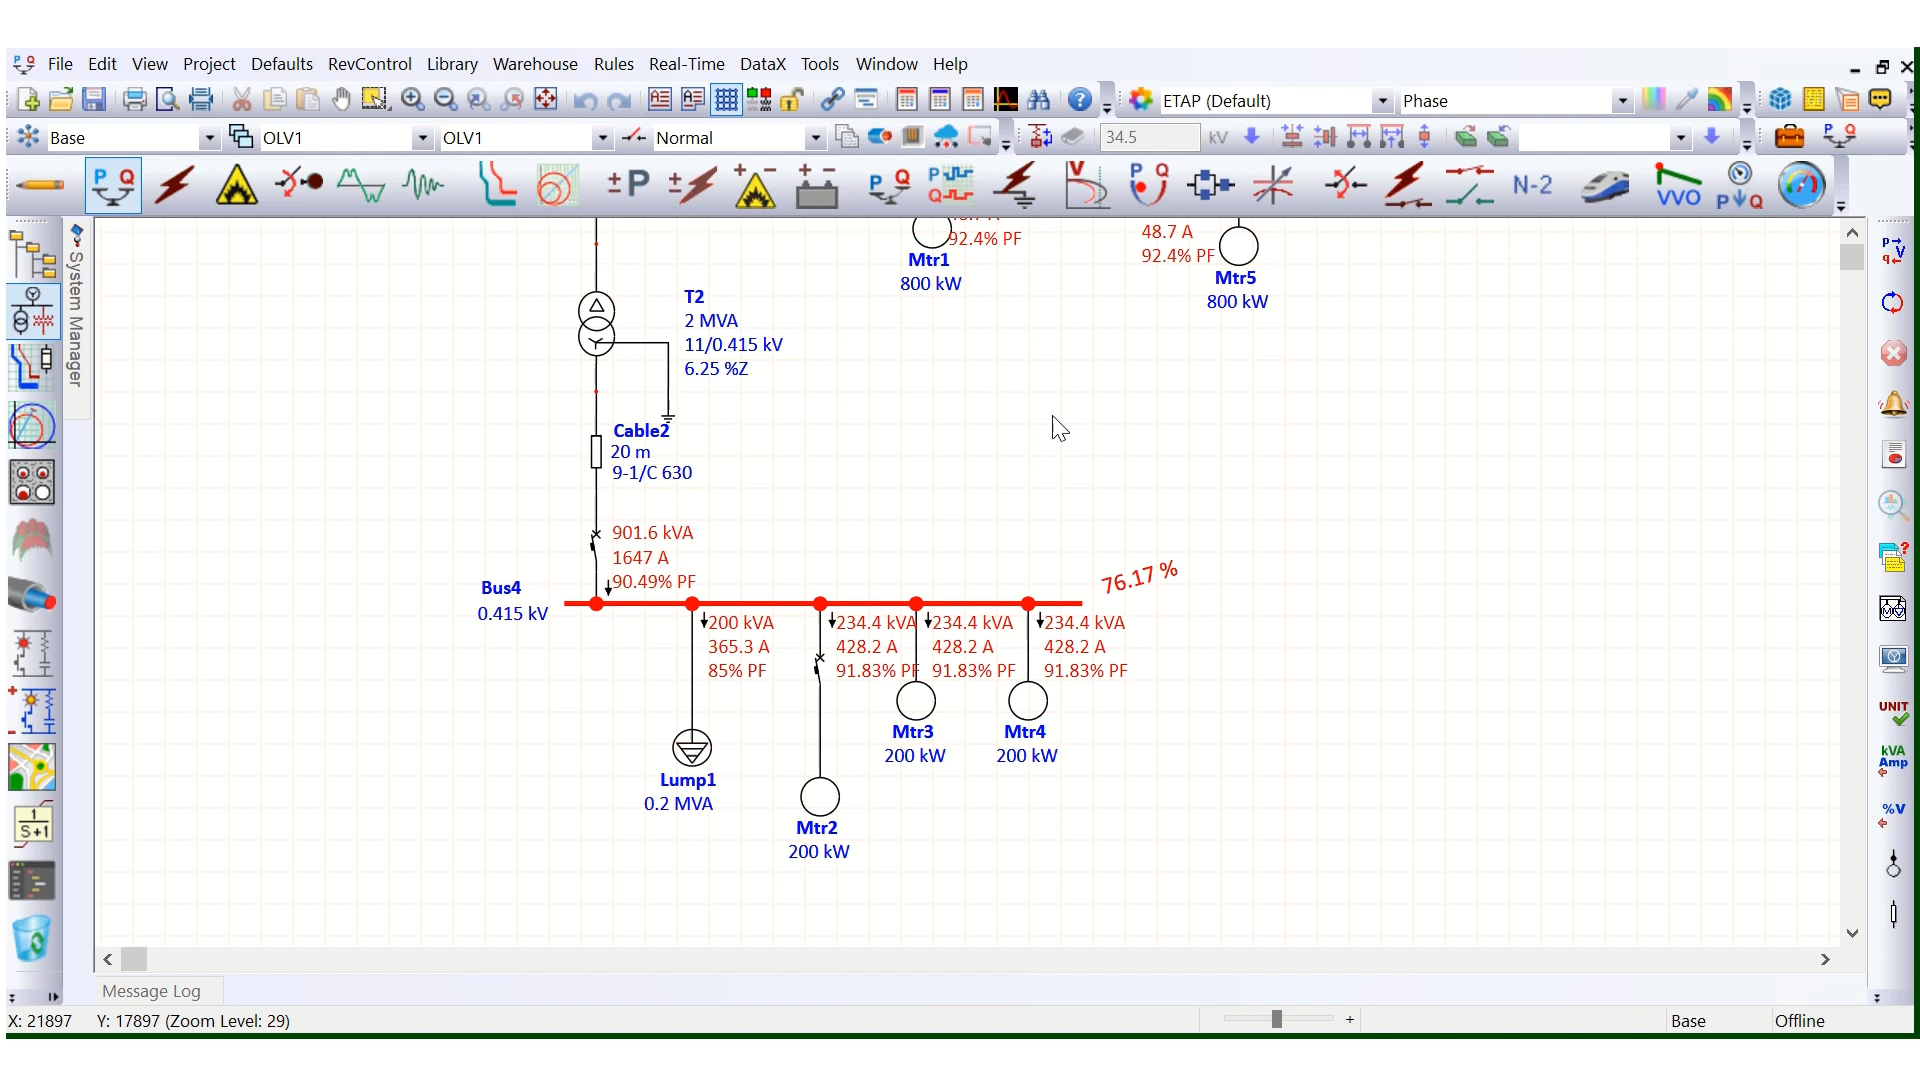 File Edit View Project Defaults RevControl Library Warehouse Rules Real-Time DataX Tools Window Help
ETAP (Default) Phase
Base OLV1 OLV1 Normal 34.5 kV
P Q
± P
P Q
P Q
V
P Q
N-2
VVO
P Q
System Manager
92.4% PF
Mtr1
800 kW
48.7 A
92.4% PF
Mtr5
800 kW
T2
2 MVA
11/0.415 kV
6.25 %Z
Cable2
20 m
9-1/C 630
901.6 kVA
1647 A
90.49% PF
Bus4
0.415 kV
76.17 %
200 kVA
365.3 A
85% PF
234.4 kVA
428.2 A
91.83% PF
234.4 kVA
428.2 A
91.83% PF
234.4 kVA
428.2 A
91.83% PF
Lump1
0.2 MVA
Mtr2
200 kW
Mtr3
200 kW
Mtr4
200 kW
1
S+1
UNIT
kVA
Amp
%V
Message Log
X: 21897 Y: 17897 (Zoom Level: 29)
+
Base
Offline